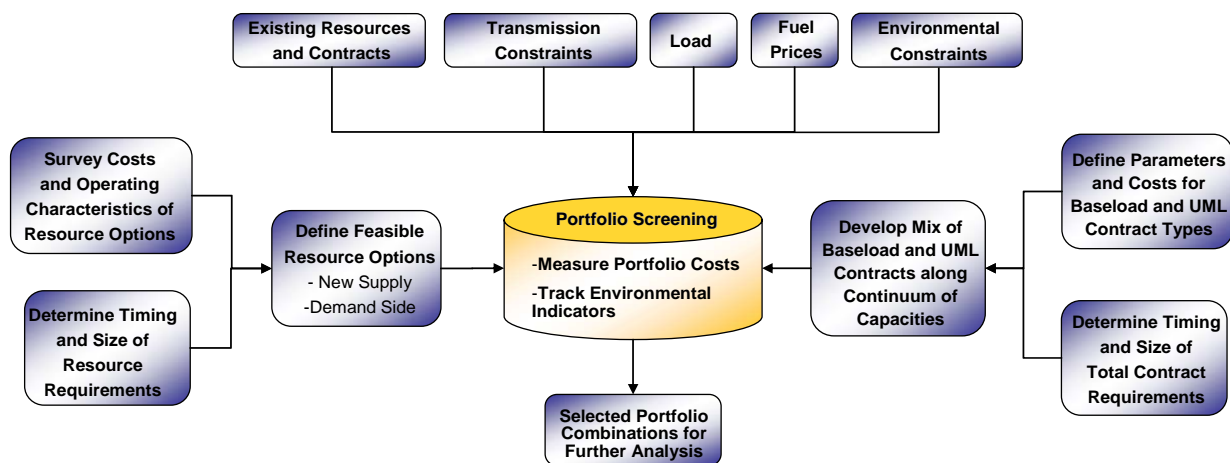 Existing Resources
and Contracts
Transmission
Constraints
Load
Fuel
Prices
Environmental
Constraints
Survey Costs
and Operating
Characteristics of
Resource Options
Determine Timing
and Size of
Resource
Requirements
Define Feasible
Resource Options
- New Supply
-Demand Side
Portfolio Screening
-Measure Portfolio Costs
-Track Environmental
Indicators
Develop Mix of
Baseload and UML
Contracts along
Continuum of
Capacities
Define Parameters
and Costs for
Baseload and UML
Contract Types
Determine Timing
and Size of
Total Contract
Requirements
Selected Portfolio
Combinations for
Further Analysis